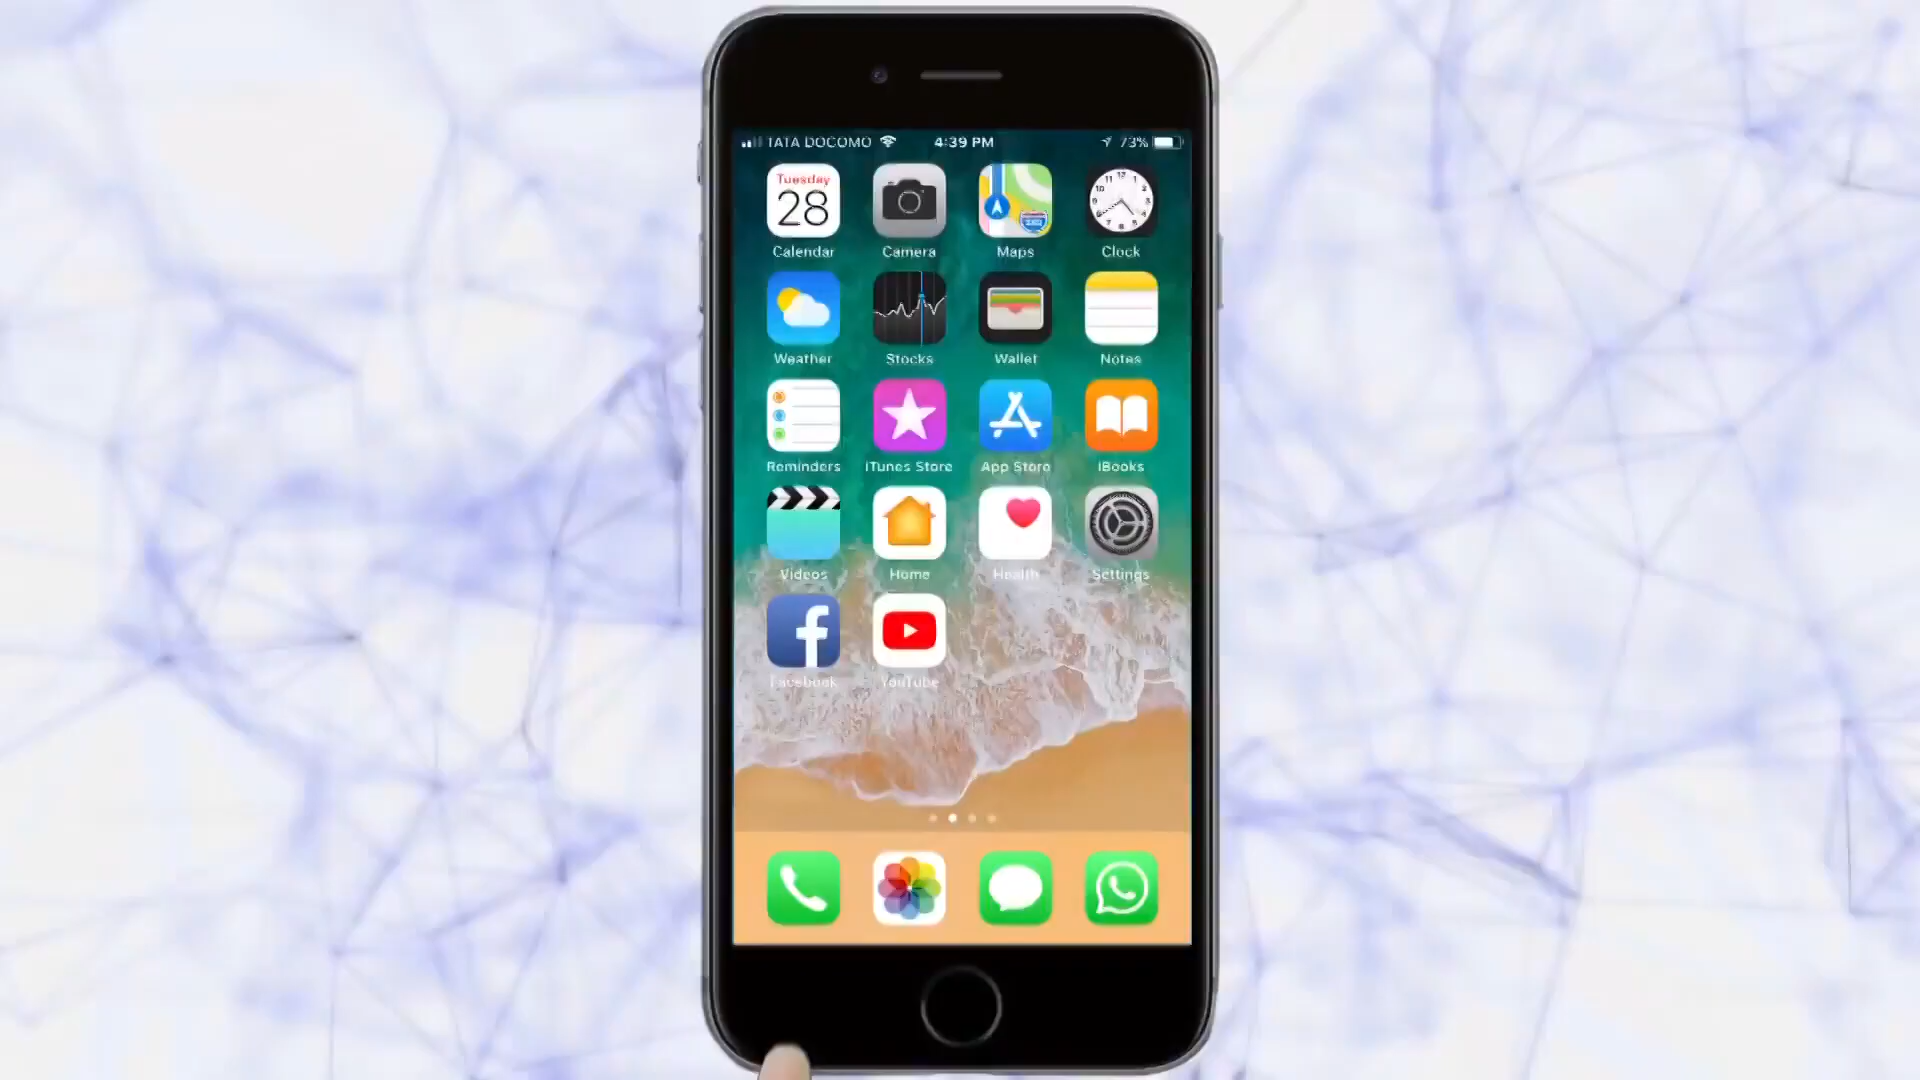 TATA DOCOMO 4:39 PM 73%
Tuesday
28
Calendar Camera Maps Clock
Weather Stocks Wallet Notes
Reminders iTunes Store App Store iBooks
Videos Home Health Settings
Facebook YouTube